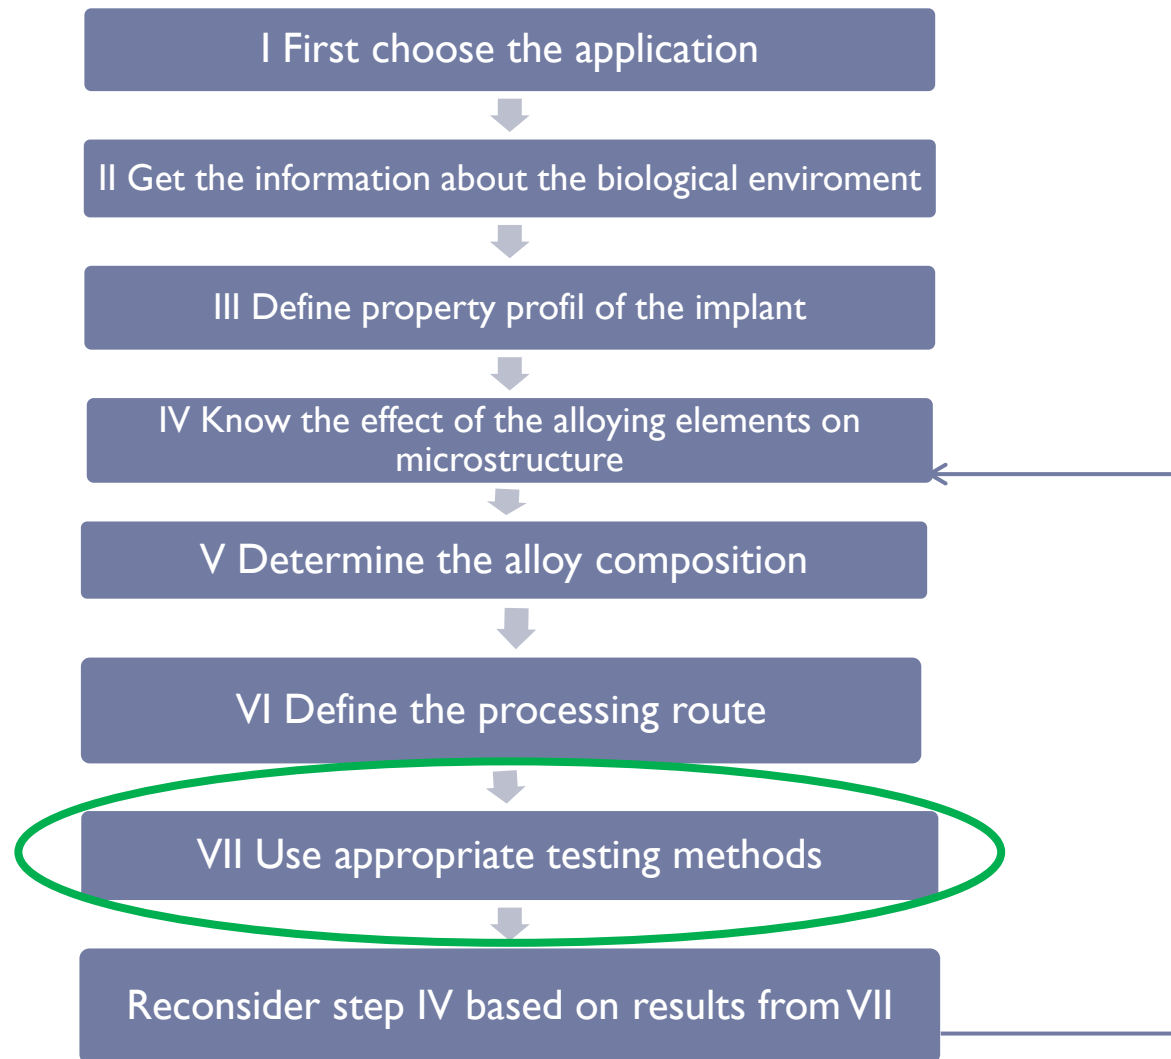 I First choose the application
II Get the information about the biological enviroment
III Define property profil of the implant
IV Know the effect of the alloying elements on
microstructure
V Determine the alloy composition
VI Define the processing route
VII Use appropriate testing methods
Reconsider step IV based on results from VII